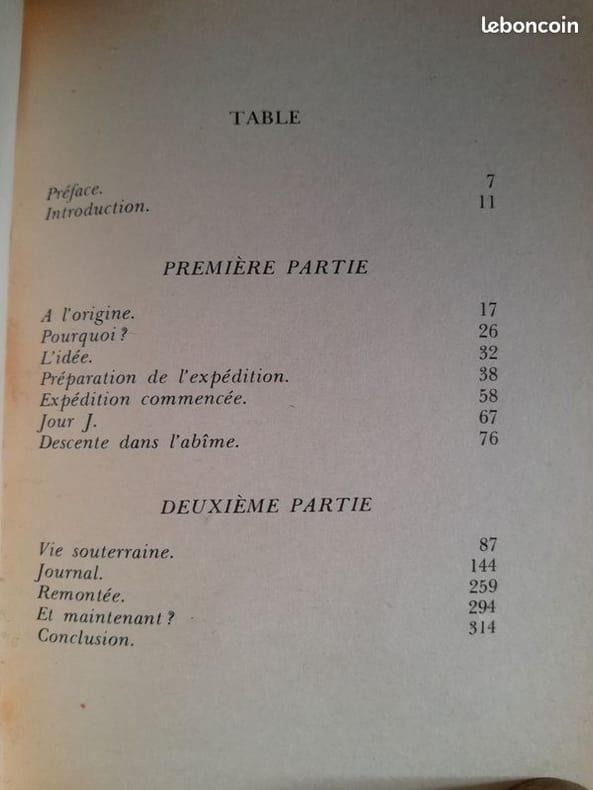 leboncoin
TABLE
Préface. 7
Introduction. 11
PREMIÈRE PARTIE
A l'origine. 17
Pourquoi? 26
L'idée. 32
Préparation de l'expédition. 38
Expédition commencée. 58
Jour J. 67
Descente dans l'abîme. 76
DEUXIÈME PARTIE
Vie souterraine. 87
Journal. 144
Remontée. 259
Et maintenant? 294
Conclusion. 314